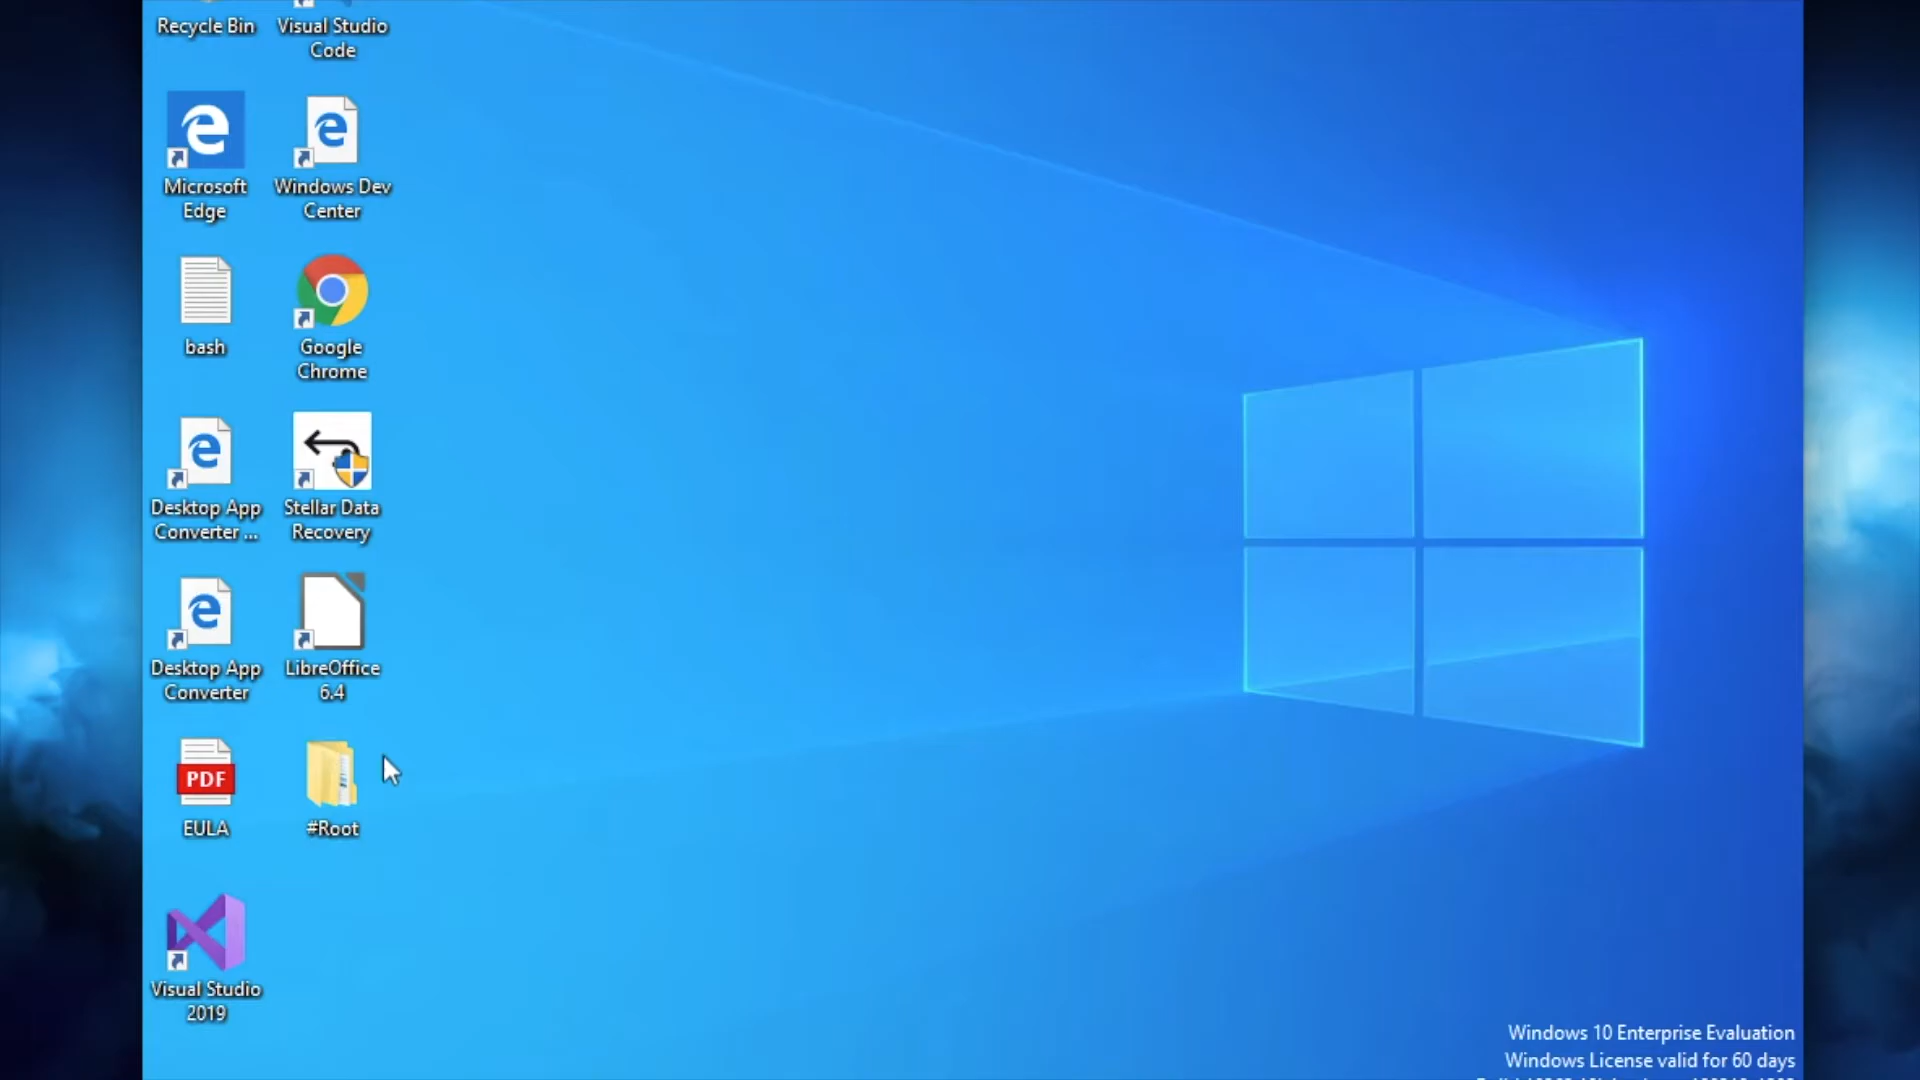 Recycle Bin
Visual Studio
Code
Microsoft
Edge
Windows Dev
Center
bash
Google
Chrome
Desktop App
Converter ...
Stellar Data
Recovery
Desktop App
Converter
LibreOffice
6.4
PDF
EULA
#Root
Visual Studio
2019
Windows 10 Enterprise Evaluation
Windows License valid for 60 days